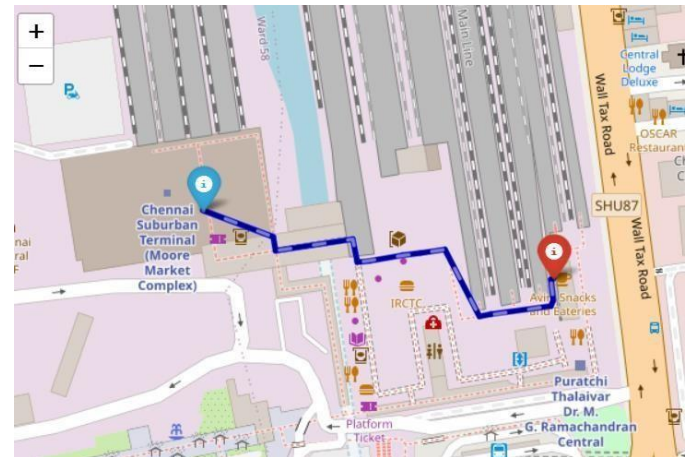 +
−
Ward 58
Main Line
Central
Lodge
Deluxe
Wall Tax Road
OSCAR
Restaurant
SHU87
Wall Tax Road
Chennai
Suburban
Terminal
(Moore
Market
Complex)
IRCTC
Avin Snacks
and Eateries
Platform
Ticket
Puratchi
Thalaivar
Dr. M.
G. Ramachandran
Central